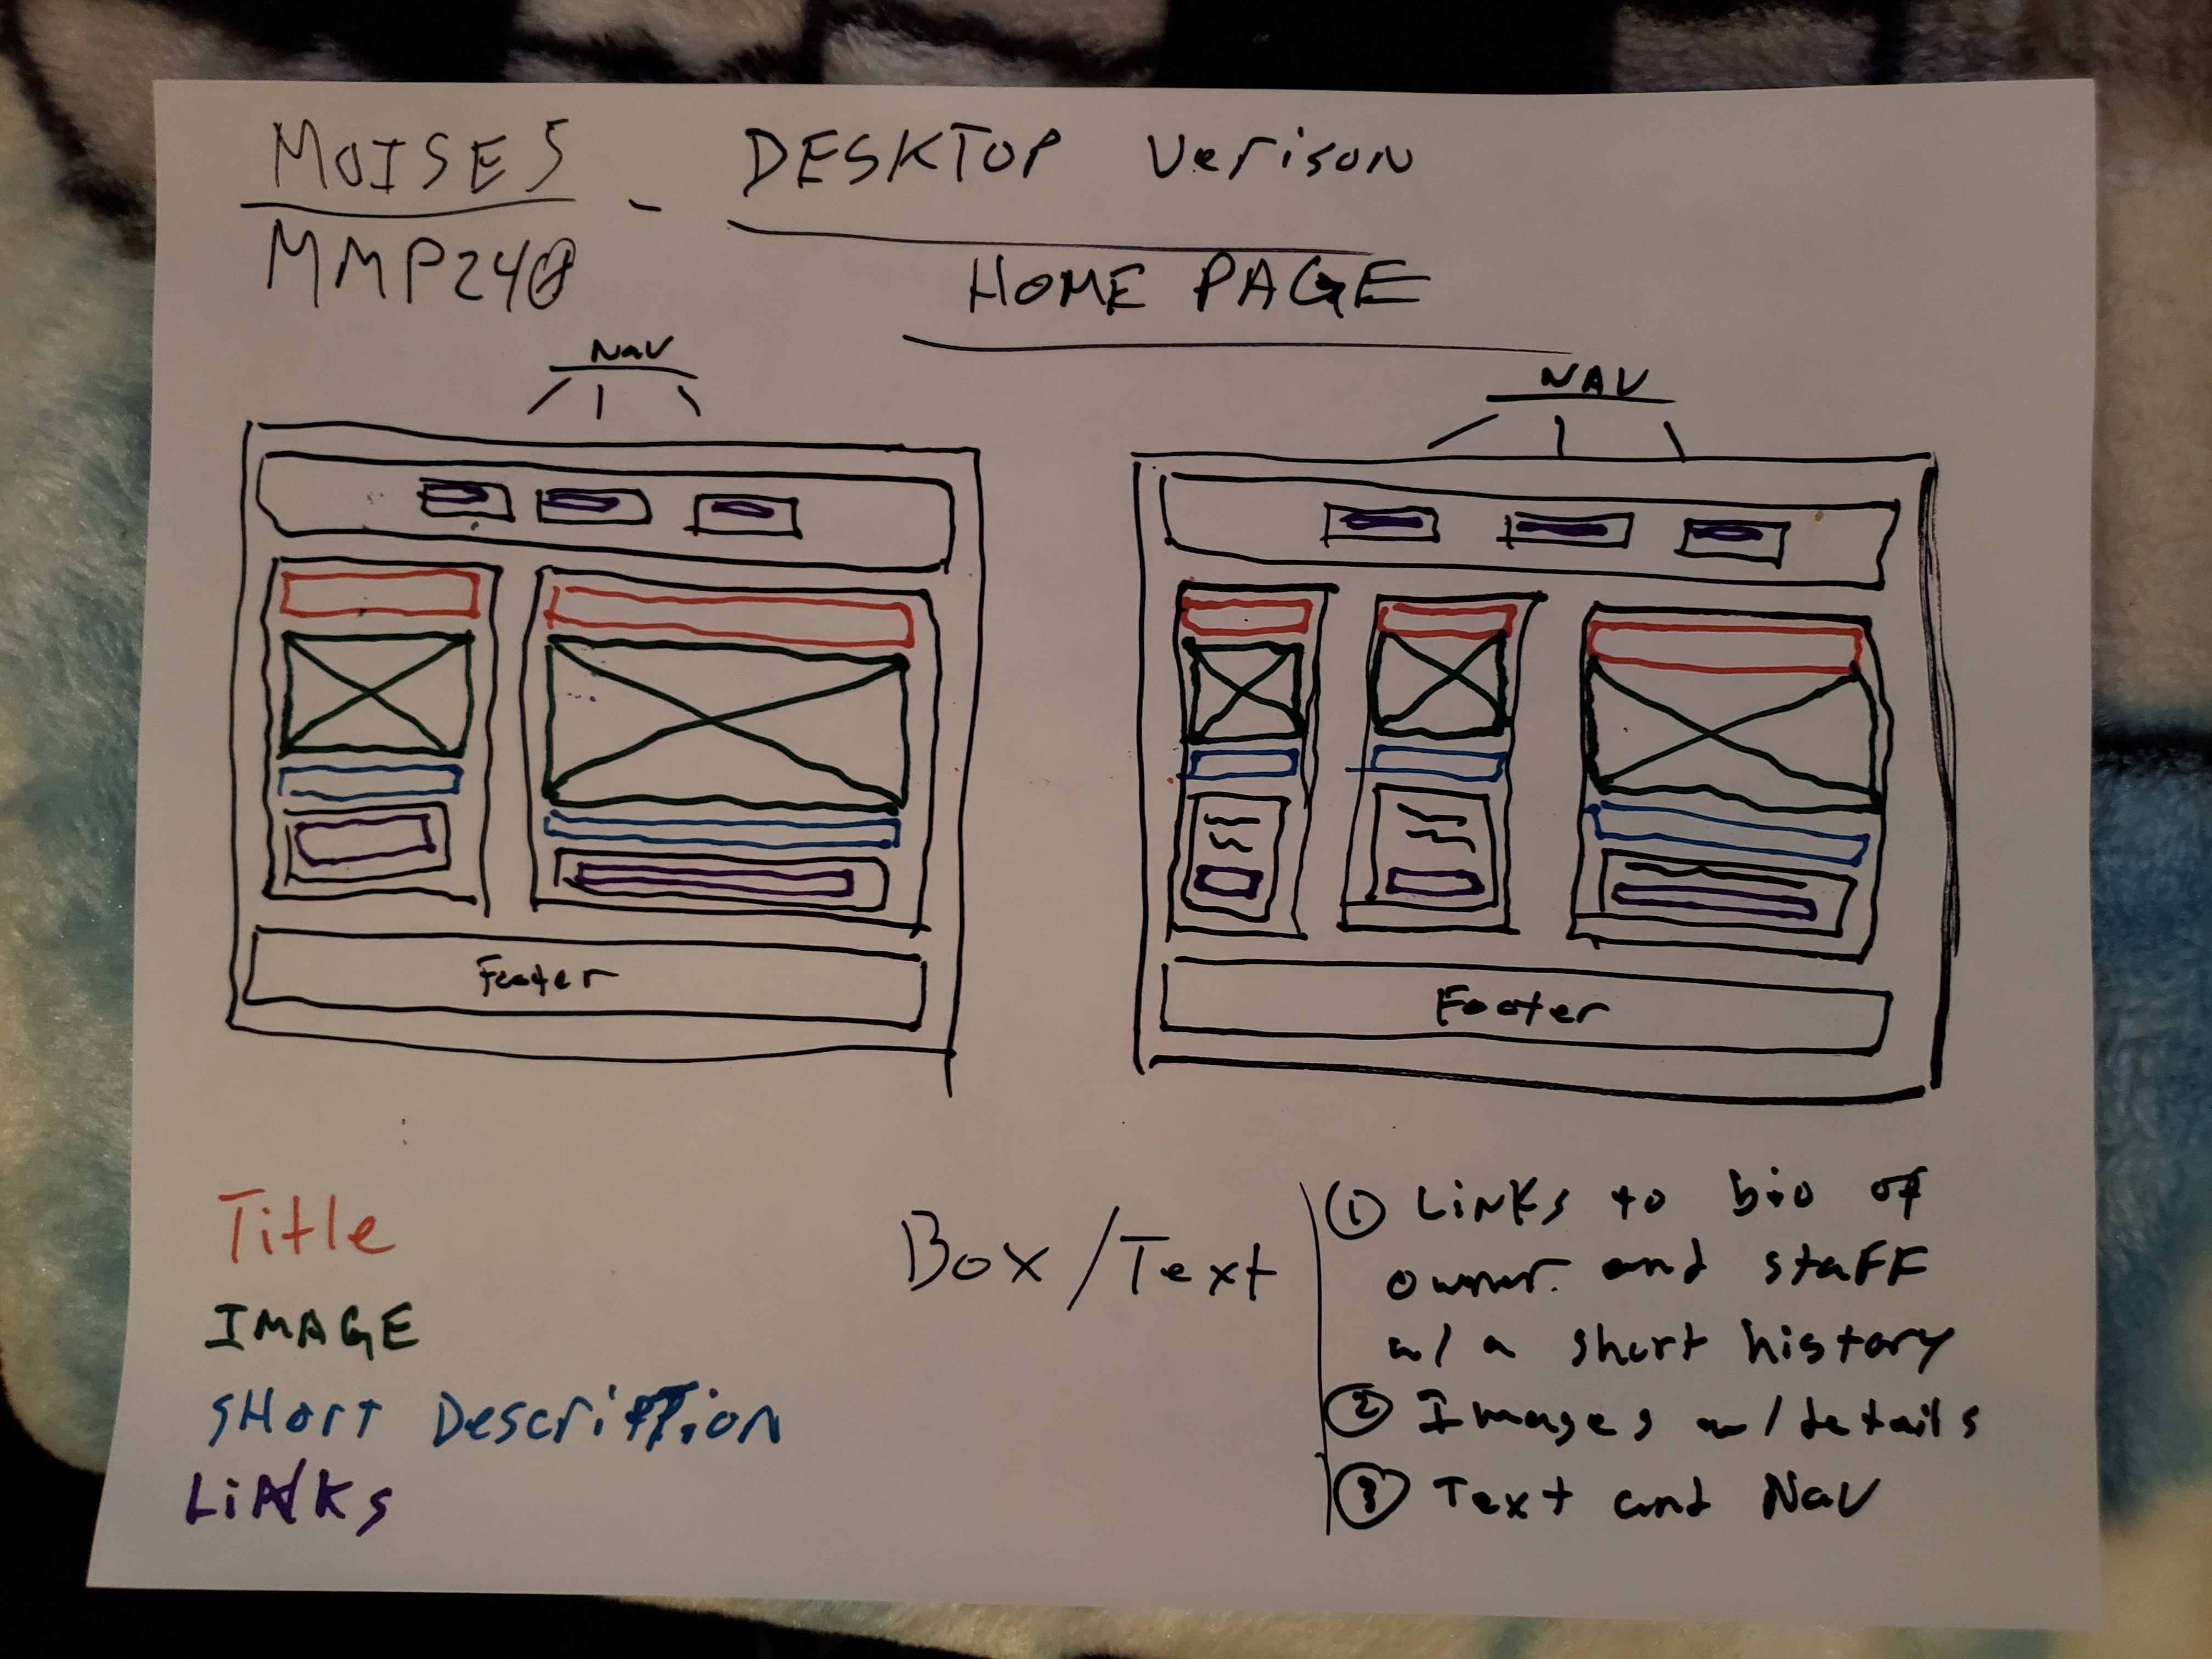 MOISES - DESKTOP Verison
MMP240
HOME PAGE
NaV
NAV
Footer
Footer
Title
IMAGE
SHorT DescriPTion
LiNKs
Box/Text
① LiNKs to bio of
owner. and staFF
w/ a short history
② Images w/details
③ Text and NaV